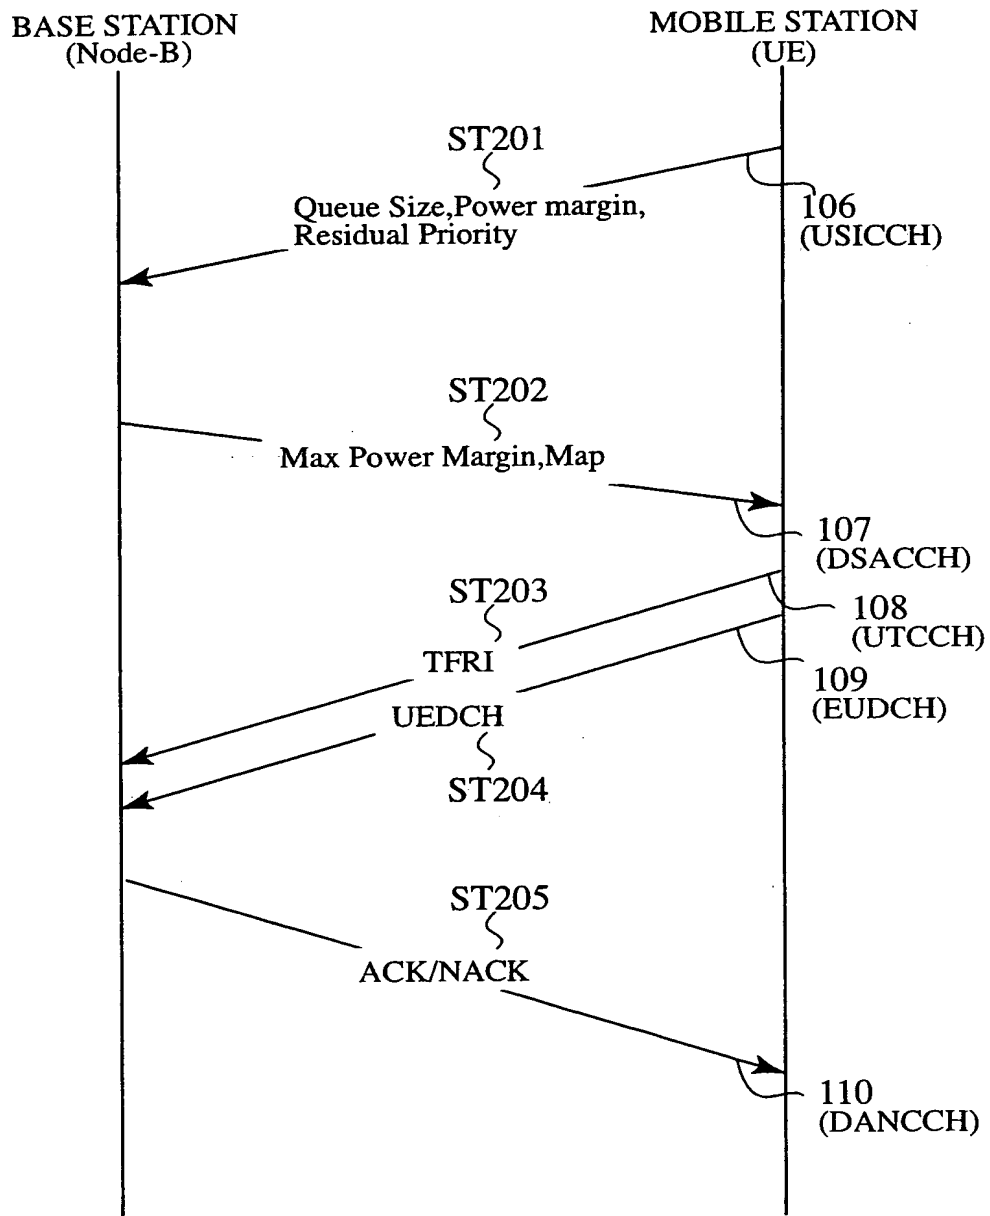 BASE STATION
(Node-B)
MOBILE STATION
(UE)
ST201
Queue Size,Power margin,
Residual Priority
106
(USICCH)
ST202
Max Power Margin,Map
107
(DSACCH)
ST203
TFRI
108
(UTCCH)
UEDCH
109
(EUDCH)
ST204
ST205
ACK/NACK
110
(DANCCH)